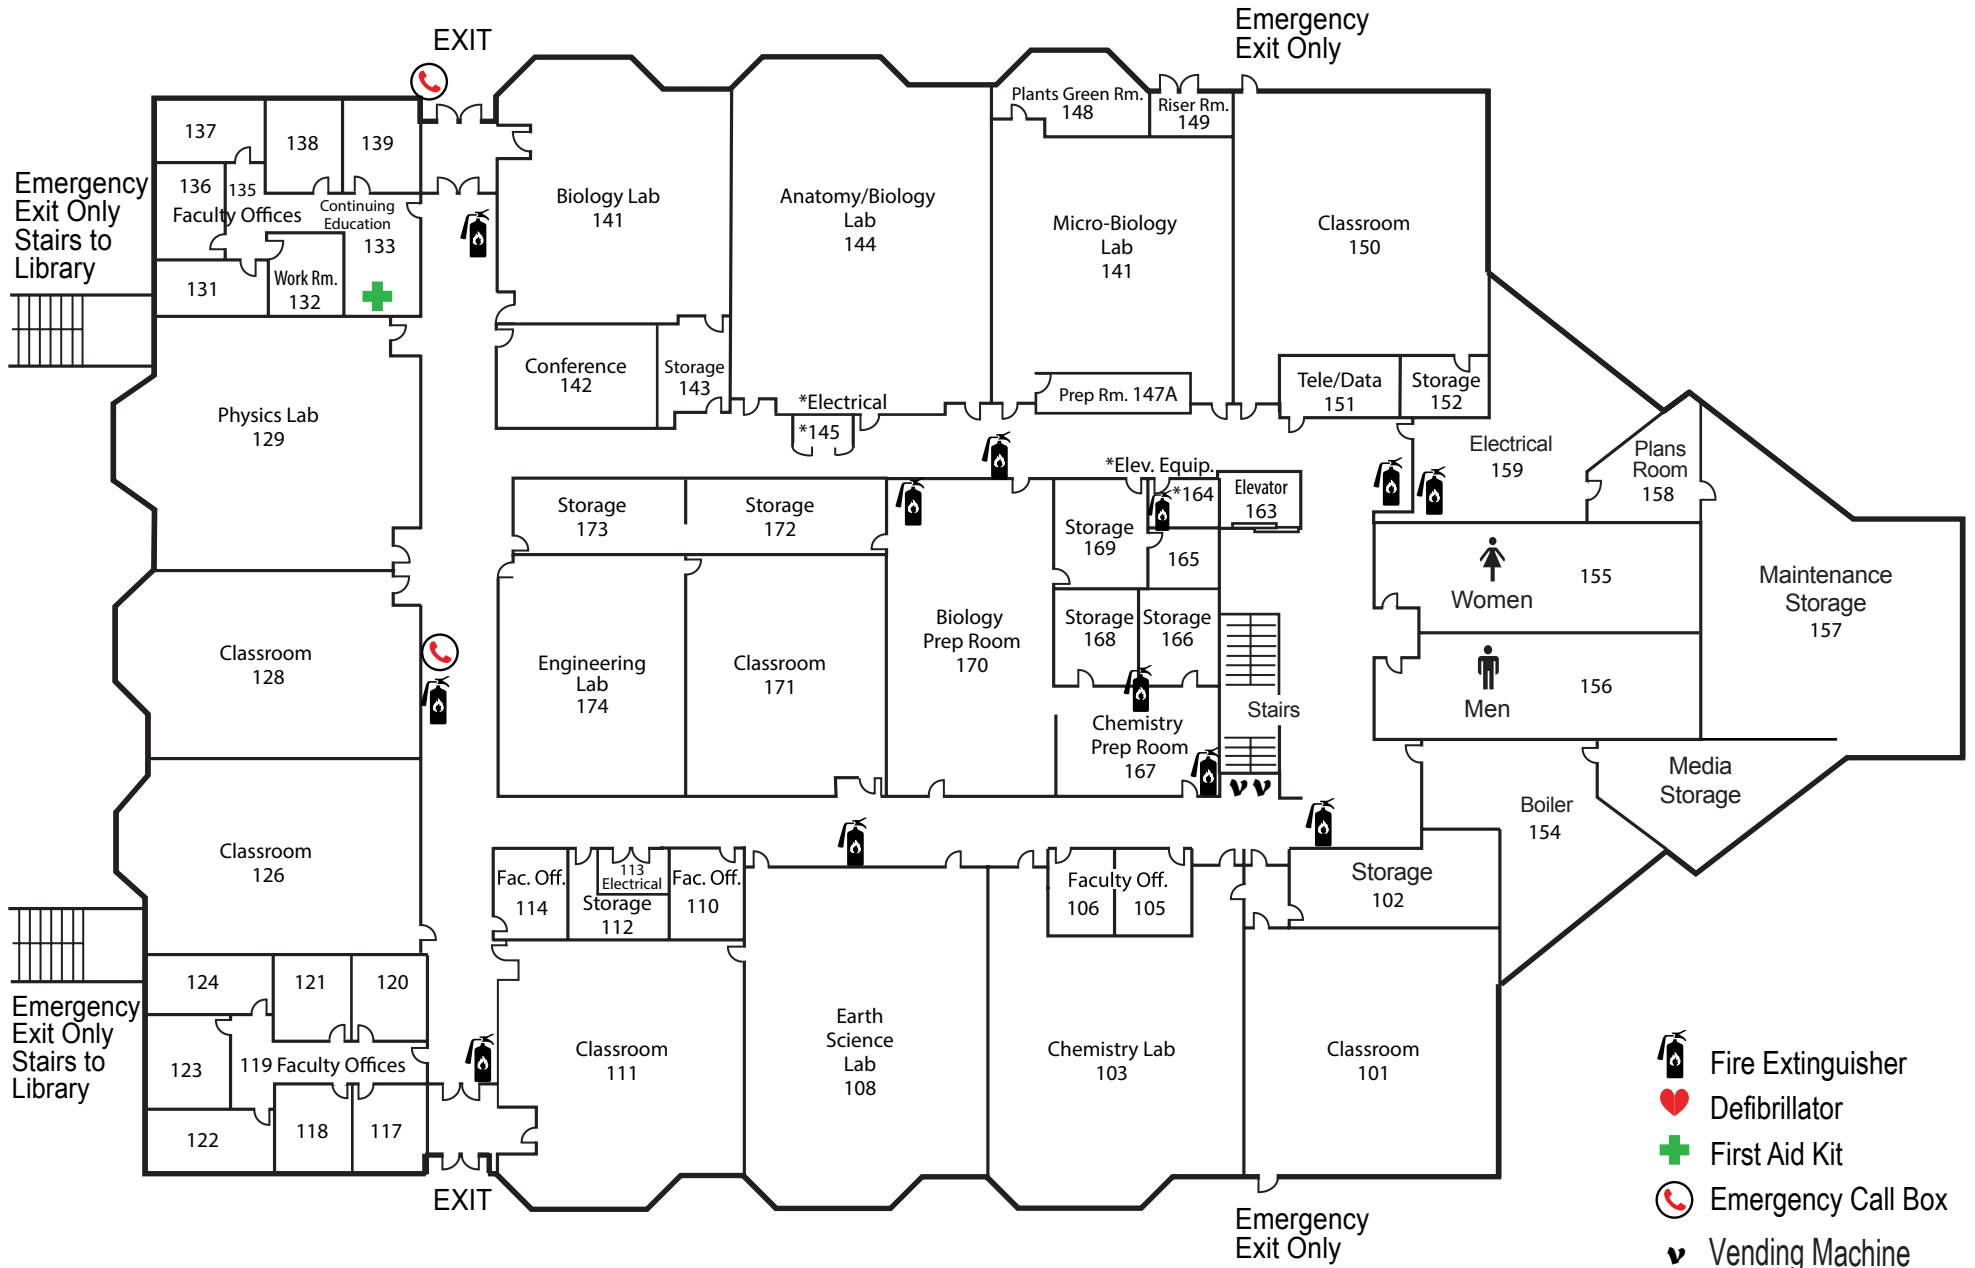 EXIT
Emergency
Exit Only
137
138
139
136
135
Faculty Offices
Continuing
Education
133
131
Work Rm.
132
Emergency
Exit Only
Stairs to
Library
Biology Lab
141
Anatomy/Biology
Lab
144
Plants Green Rm.
148
Riser Rm.
149
Micro-Biology
Lab
141
Classroom
150
Physics Lab
129
Conference
142
Storage
143
*Electrical
*145
Prep Rm. 147A
Tele/Data
151
Storage
152
Electrical
159
Plans
Room
158
Storage
173
Storage
172
*Elev. Equip.
*164
Elevator
163
Storage
169
165
Women
155
Maintenance
Storage
157
Classroom
128
Engineering
Lab
174
Classroom
171
Biology
Prep Room
170
Storage
168
Storage
166
Chemistry
Prep Room
167
Stairs
Men
156
Media
Storage
Boiler
154
v v
Classroom
126
Fac. Off.
114
113
Electrical
Storage
112
Fac. Off.
110
Faculty Off.
106
105
Storage
102
124
121
120
123
119 Faculty Offices
122
118
117
Emergency
Exit Only
Stairs to
Library
Classroom
111
Earth
Science
Lab
108
Chemistry Lab
103
Classroom
101
EXIT
Emergency
Exit Only
Fire Extinguisher
Defibrillator
First Aid Kit
Emergency Call Box
v Vending Machine